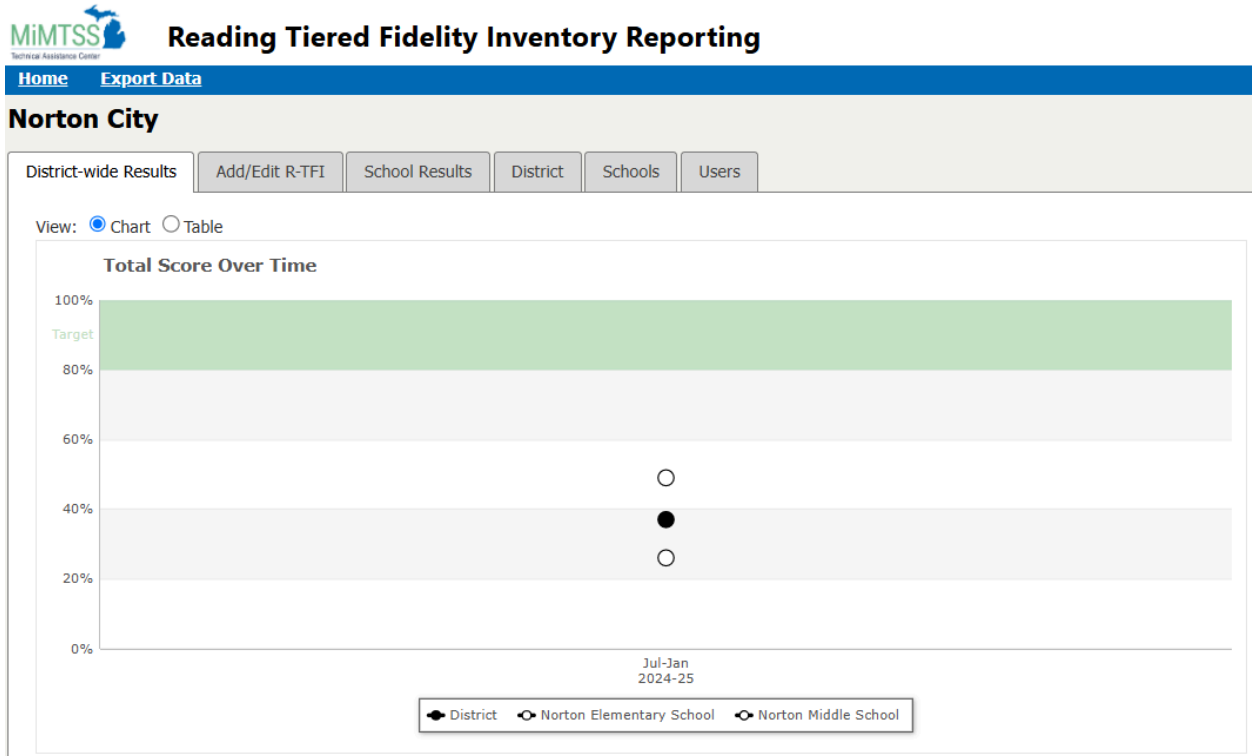 MiMTSS
Technical Assistance Center
Reading Tiered Fidelity Inventory Reporting
Home Export Data
Norton City
District-wide Results Add/Edit R-TFI School Results District Schools Users
View: Chart Table
Total Score Over Time
100%
Target
80%
60%
40%
20%
0%
Jul-Jan
2024-25
District Norton Elementary School Norton Middle School